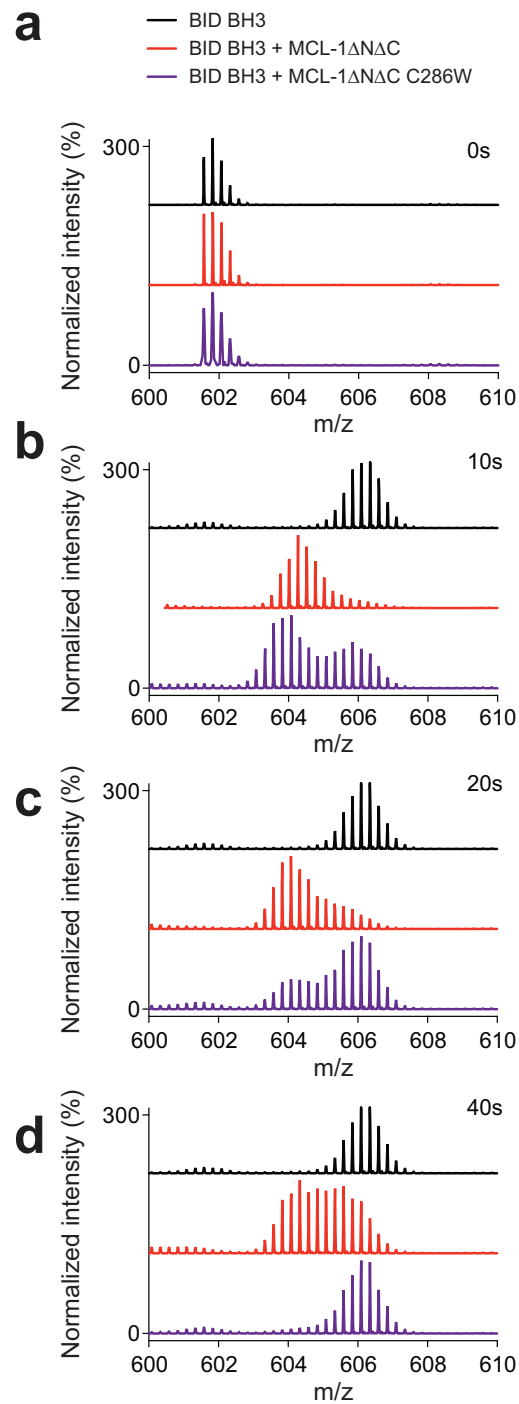 a
BID BH3
BID BH3 + MCL-1ΔNΔC
BID BH3 + MCL-1ΔNΔC C286W
Normalized intensity (%)
300
0
0s
600 602 604 606 608 610
m/z
b
Normalized intensity (%)
300
0
10s
600 602 604 606 608 610
m/z
c
Normalized intensity (%)
300
0
20s
600 602 604 606 608 610
m/z
d
Normalized intensity (%)
300
0
40s
600 602 604 606 608 610
m/z